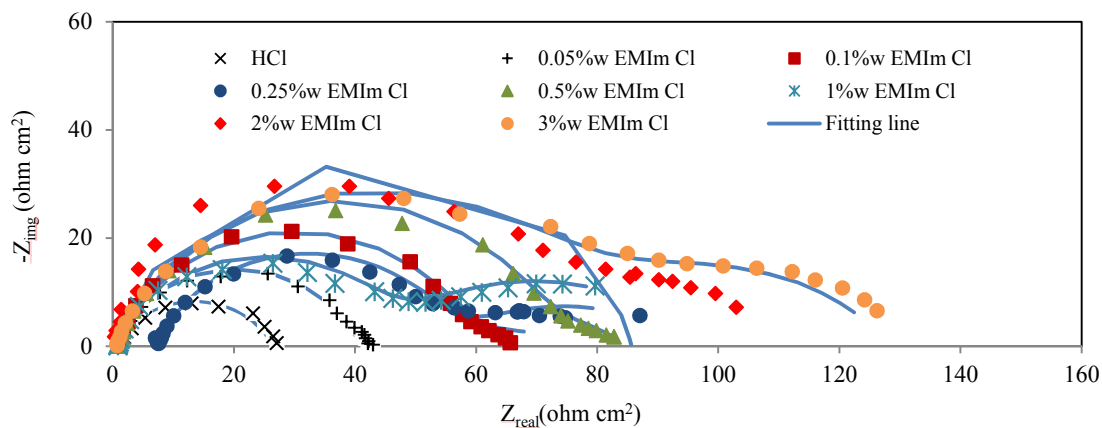 60
40
20
0
-Z_img (ohm cm²)
HCl
0.05%w EMIm Cl
0.1%w EMIm Cl
0.25%w EMIm Cl
0.5%w EMIm Cl
1%w EMIm Cl
2%w EMIm Cl
3%w EMIm Cl
Fitting line
0 20 40 60 80 100 120 140 160
Z_real(ohm cm²)